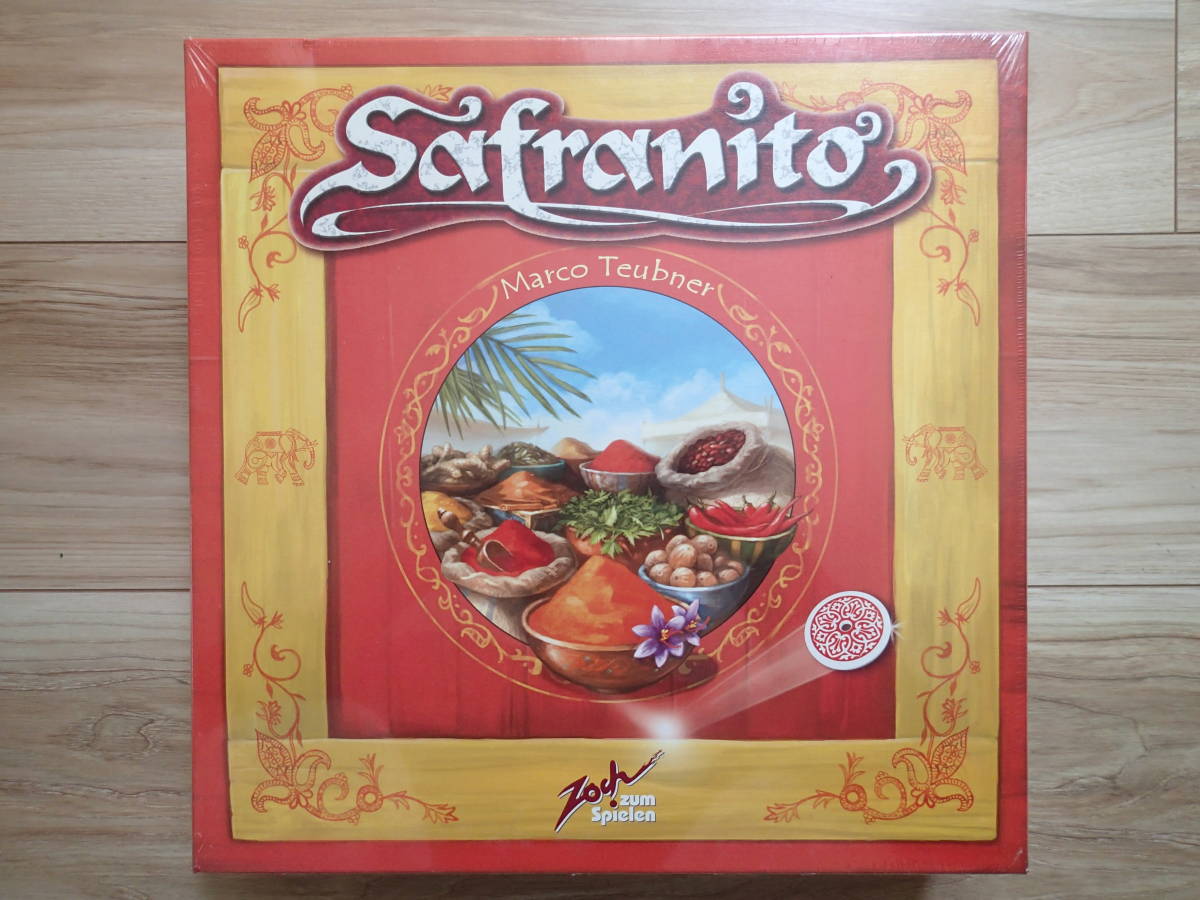 Safranito
Marco Teubner
Zoch
zum
Spielen